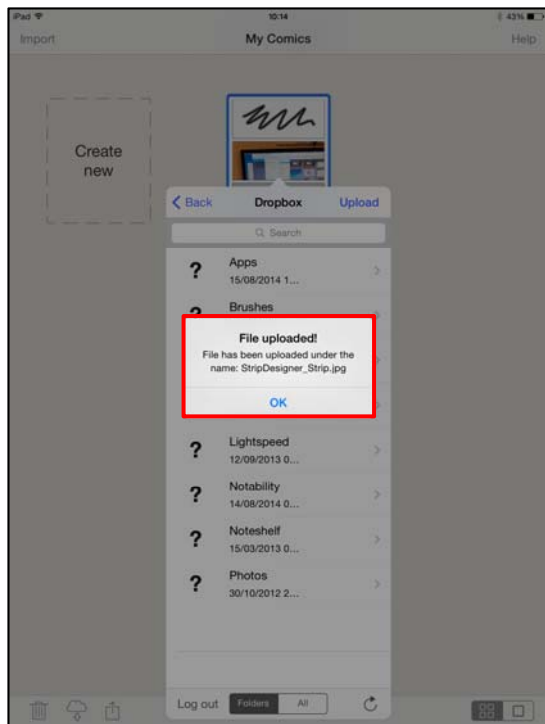 iPad 10:14 43%
Import My Comics Help
Create
new
Back Dropbox Upload
Search
? Apps
15/08/2014 1...
? Brushes
File uploaded!
File has been uploaded under the
name: StripDesigner_Strip.jpg
OK
? Lightspeed
12/09/2013 0...
? Notability
14/08/2014 0...
? Noteshelf
15/03/2013 0...
? Photos
30/10/2012 2...
Log out Folders All